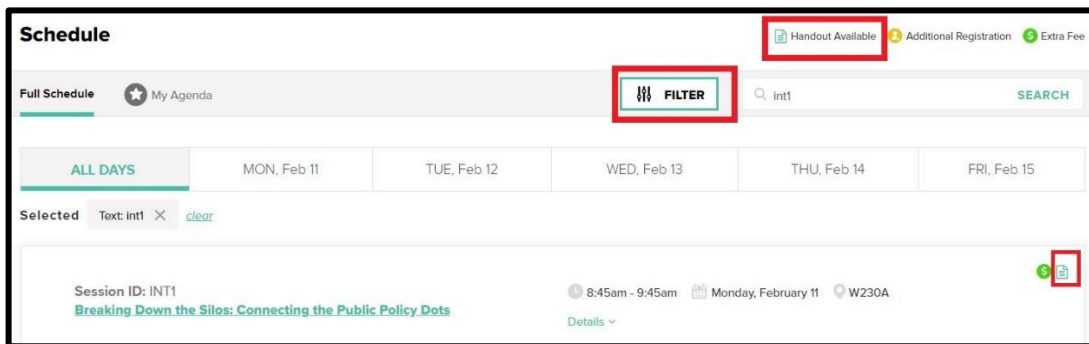 Schedule
Handout Available Additional Registration $ Extra Fee
Full Schedule My Agenda FILTER int1 SEARCH
ALL DAYS MON, Feb 11 TUE, Feb 12 WED, Feb 13 THU, Feb 14 FRI, Feb 15
Selected Text: int1 × clear
$
Session ID: INT1 8:45am - 9:45am Monday, February 11 W230A
Breaking Down the Silos: Connecting the Public Policy Dots
Details